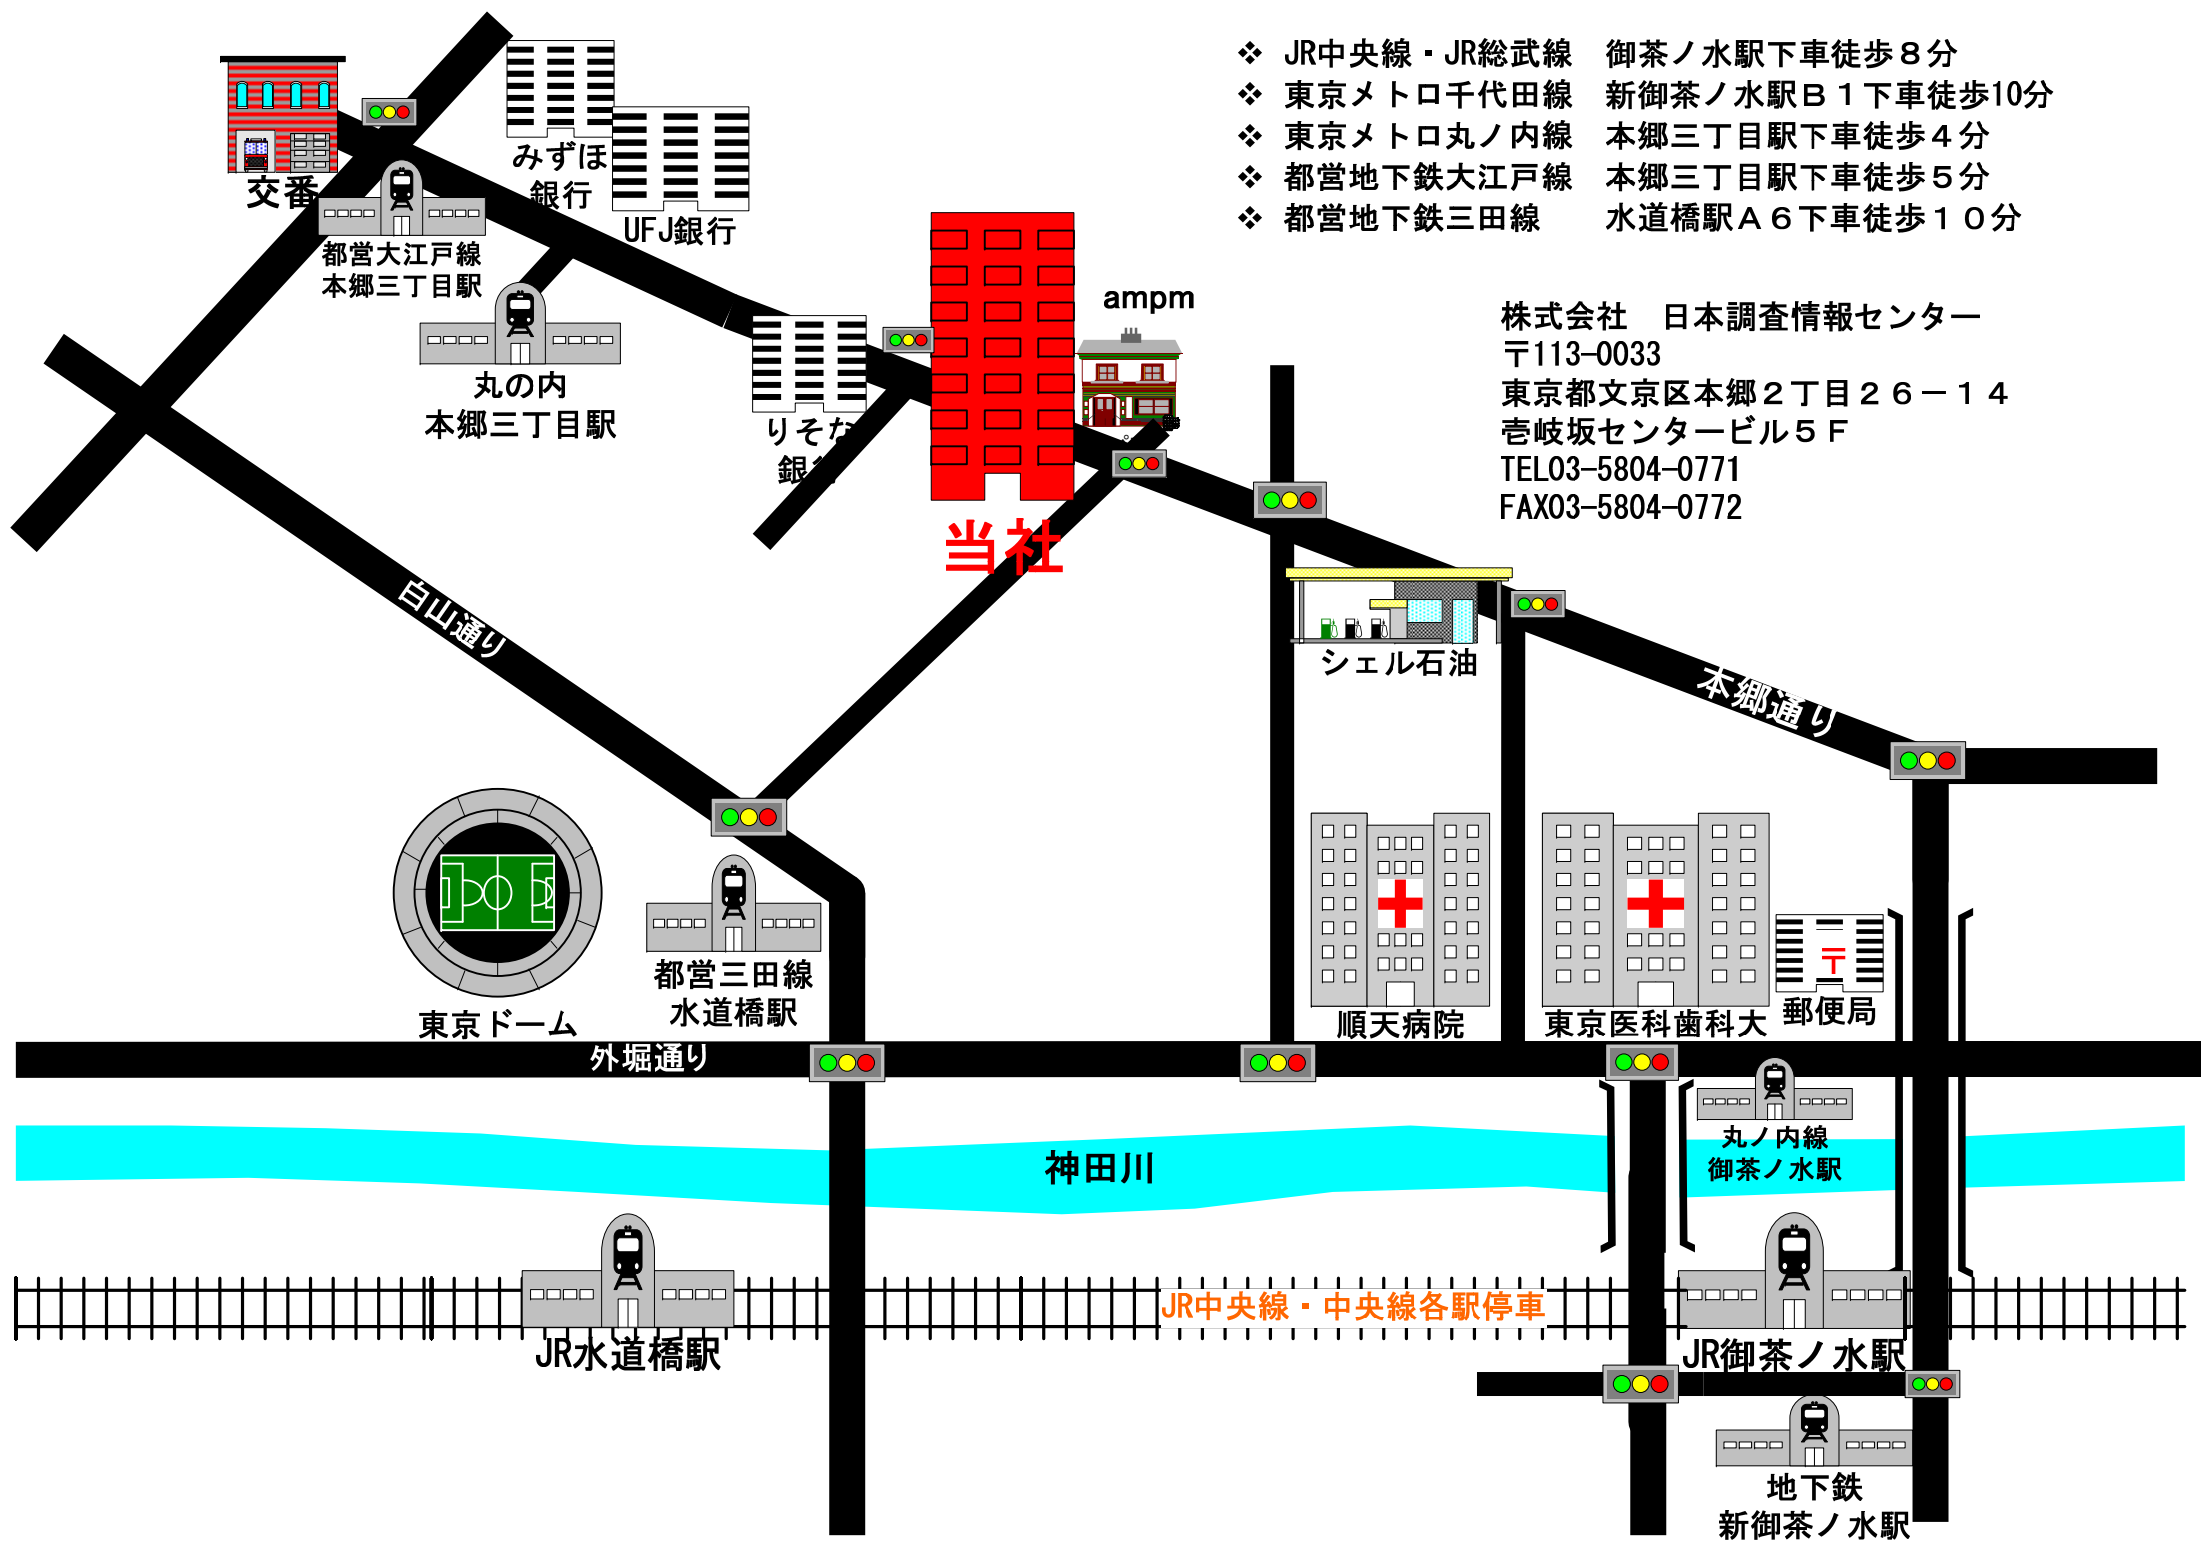 ❖ JR中央線・JR総武線　御茶ノ水駅下車徒歩８分
❖ 東京メトロ千代田線　新御茶ノ水駅Ｂ１下車徒歩10分
❖ 東京メトロ丸ノ内線　本郷三丁目駅下車徒歩４分
❖ 都営地下鉄大江戸線　本郷三丁目駅下車徒歩５分
❖ 都営地下鉄三田線　　水道橋駅Ａ６下車徒歩１０分
株式会社　日本調査情報センター
〒113-0033
東京都文京区本郷２丁目２６－１４
壱岐坂センタービル５Ｆ
TEL03-5804-0771
FAX03-5804-0772
交番
みずほ
銀行
UFJ銀行
都営大江戸線
本郷三丁目駅
丸の内
本郷三丁目駅
りそな
銀行
ampm
当社
白山通り
シェル石油
本郷通り
東京ドーム
都営三田線
水道橋駅
順天病院
東京医科歯科大
〒
郵便局
外堀通り
丸ノ内線
御茶ノ水駅
神田川
JR中央線・中央線各駅停車
JR水道橋駅
JR御茶ノ水駅
地下鉄
新御茶ノ水駅